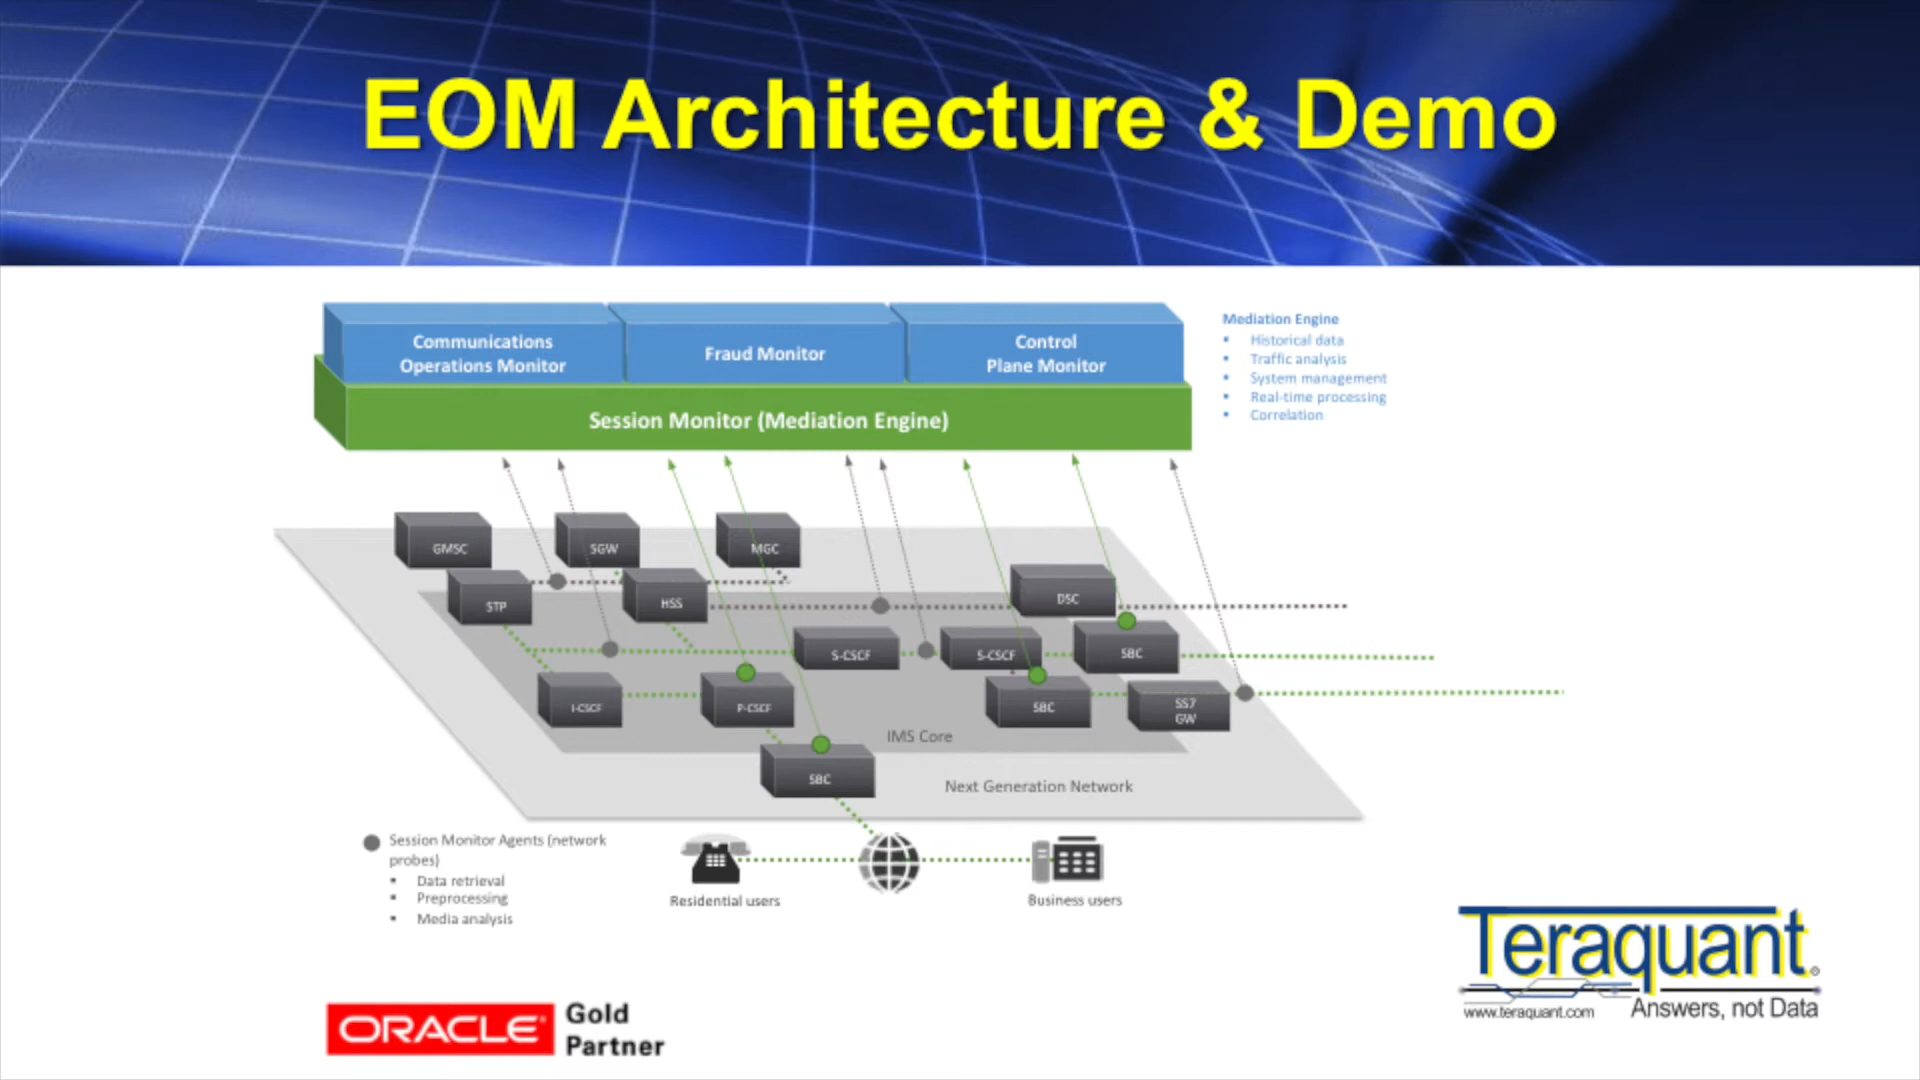 EOM Architecture & Demo
Communications
Operations Monitor
Fraud Monitor
Control
Plane Monitor
Session Monitor (Mediation Engine)
Mediation Engine
▪ Historical data
▪ Traffic analysis
▪ System management
▪ Real-time processing
▪ Correlation
GMSC
SGW
MGC
STP
HSS
DSC
S-CSCF
S-CSCF
SBC
I-CSCF
P-CSCF
SBC
SS7
GW
IMS Core
SBC
Next Generation Network
Session Monitor Agents (network
probes)
▪ Data retrieval
▪ Preprocessing
▪ Media analysis
Residential users
Business users
Teraquant®
www.teraquant.com
Answers, not Data
ORACLE®
Gold
Partner